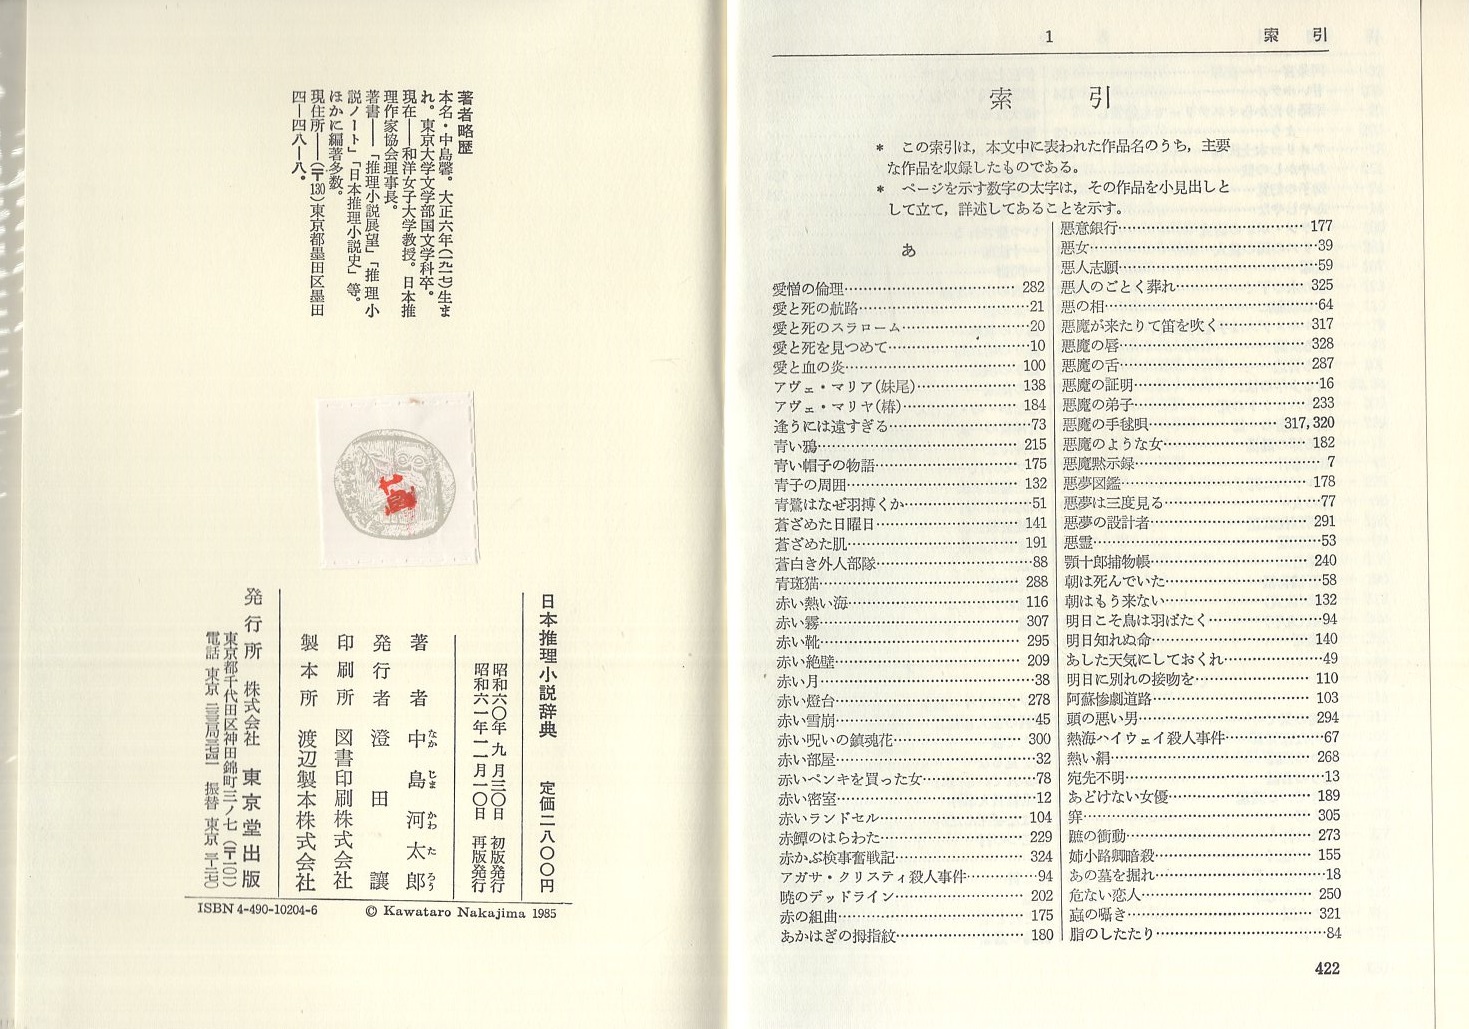 著者略歴
本名・中島馨。大正六年(一九一七)生ま
れ。東京大学文学部国文学科卒。
現在――和洋女子大学教授。日本推
理作家協会理事長。
著書――「推理小説展望」「推理小
説ノート」「日本推理小説史」等。
ほかに編著多数。
現住所――(〒130)東京都墨田区墨田
四―四八―八。
日本推理小説辞典 定価二八〇〇円
昭和六〇年九月三〇日 初版発行
昭和六一年一一月一〇日 再版発行
著者 中島河太郎
なか じま かわ た ろう
発行者 澄田讓
印刷所 図書印刷株式会社
製本所 渡辺製本株式会社
発行所 株式会社 東京堂出版
東京都千代田区神田錦町三ノ七(〒一〇一)
ISBN 4-490-10204-6
© Kawataro Nakajima 1985
1 索引
索引
* この索引は，本文中に表われた作品名のうち，主要
な作品を収録したものである。
* ページを示す数字の太字は，その作品を小見出しと
して立て，詳述してあることを示す。
あ
愛憎の倫理 282
愛と死の航路 21
愛と死のスラローム 20
愛と死を見つめて 10
愛と血の炎 100
アヴェ・マリア(妹尾) 138
アヴェ・マリヤ(椿) 184
逢うには遠すぎる 73
青い鴉 215
青い帽子の物語 175
青子の周囲 132
青鷺はなぜ羽搏くか 51
蒼ざめた日曜日 141
蒼ざめた肌 191
蒼白き外人部隊 88
青斑猫 288
赤い熱い海 116
赤い霧 307
赤い靴 295
赤い絶壁 209
赤い月 38
赤い燈台 278
赤い雪崩 45
赤い呪いの鎮魂花 300
赤い部屋 32
赤いペンキを買った女 78
赤い密室 12
赤いランドセル 104
赤鱏のはらわた 229
赤かぶ検事奮戦記 324
アガサ・クリスティ殺人事件 94
暁のデッドライン 202
赤の組曲 175
あかはぎの拇指紋 180
悪意銀行 177
悪女 39
悪人志願 59
悪人のごとく葬れ 325
悪の相 64
悪魔が来たりて笛を吹く 317
悪魔の唇 328
悪魔の舌 287
悪魔の証明 16
悪魔の弟子 233
悪魔の手毬唄 317,320
悪魔のような女 182
悪魔黙示録 7
悪夢図鑑 178
悪夢は三度見る 77
悪夢の設計者 291
悪霊 53
顎十郎捕物帳 240
朝は死んでいた 58
朝はもう来ない 132
明日こそ鳥は羽ばたく 94
明日知れぬ命 140
あした天気にしておくれ 49
明日に別れの接吻を 110
阿蘇惨劇道路 103
頭の悪い男 294
熱海ハイウェイ殺人事件 67
熱い絹 268
宛先不明 13
あどけない女優 189
穽 305
蹠の衝動 273
姉小路卿暗殺 155
あの墓を掘れ 18
危ない恋人 250
蝱の囁き 321
脂のしたたり 84
422